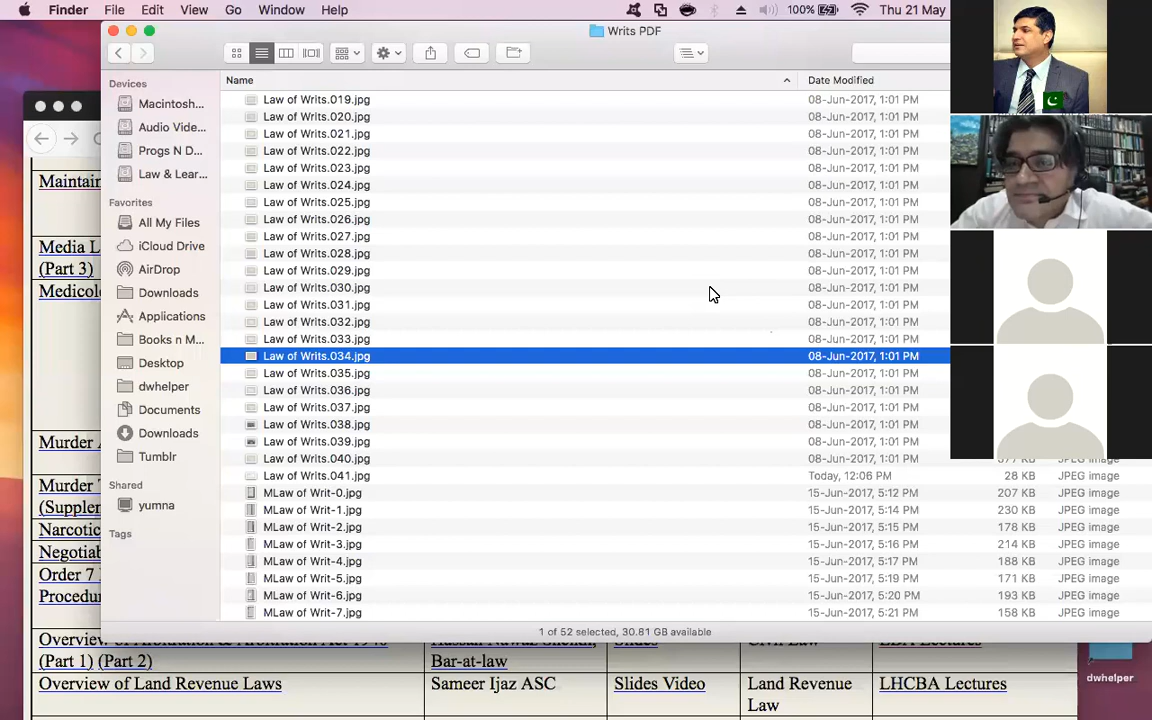 Finder File Edit View Go Window Help 100% Thu 21 May
Writs PDF
Name Date Modified
Devices
Macintosh...
Audio Vide...
Progs N D...
Law & Lear...
Favorites
All My Files
iCloud Drive
AirDrop
Downloads
Applications
Books n M...
Desktop
dwhelper
Documents
Downloads
Tumblr
Shared
yumna
Tags
Law of Writs.019.jpg 08-Jun-2017, 1:01 PM
Law of Writs.020.jpg 08-Jun-2017, 1:01 PM
Law of Writs.021.jpg 08-Jun-2017, 1:01 PM
Law of Writs.022.jpg 08-Jun-2017, 1:01 PM
Law of Writs.023.jpg 08-Jun-2017, 1:01 PM
Law of Writs.024.jpg 08-Jun-2017, 1:01 PM
Law of Writs.025.jpg 08-Jun-2017, 1:01 PM
Law of Writs.026.jpg 08-Jun-2017, 1:01 PM
Law of Writs.027.jpg 08-Jun-2017, 1:01 PM
Law of Writs.028.jpg 08-Jun-2017, 1:01 PM
Law of Writs.029.jpg 08-Jun-2017, 1:01 PM
Law of Writs.030.jpg 08-Jun-2017, 1:01 PM
Law of Writs.031.jpg 08-Jun-2017, 1:01 PM
Law of Writs.032.jpg 08-Jun-2017, 1:01 PM
Law of Writs.033.jpg 08-Jun-2017, 1:01 PM
Law of Writs.034.jpg 08-Jun-2017, 1:01 PM
Law of Writs.035.jpg 08-Jun-2017, 1:01 PM
Law of Writs.036.jpg 08-Jun-2017, 1:01 PM
Law of Writs.037.jpg 08-Jun-2017, 1:01 PM
Law of Writs.038.jpg 08-Jun-2017, 1:01 PM
Law of Writs.039.jpg 08-Jun-2017, 1:01 PM
Law of Writs.040.jpg 08-Jun-2017, 1:01 PM KB JPEG image
Law of Writs.041.jpg Today, 12:06 PM 28 KB JPEG image
MLaw of Writ-0.jpg 15-Jun-2017, 5:12 PM 207 KB JPEG image
MLaw of Writ-1.jpg 15-Jun-2017, 5:14 PM 230 KB JPEG image
MLaw of Writ-2.jpg 15-Jun-2017, 5:15 PM 178 KB JPEG image
MLaw of Writ-3.jpg 15-Jun-2017, 5:16 PM 214 KB JPEG image
MLaw of Writ-4.jpg 15-Jun-2017, 5:17 PM 188 KB JPEG image
MLaw of Writ-5.jpg 15-Jun-2017, 5:19 PM 171 KB JPEG image
MLaw of Writ-6.jpg 15-Jun-2017, 5:20 PM 193 KB JPEG image
MLaw of Writ-7.jpg 15-Jun-2017, 5:21 PM 158 KB JPEG image
1 of 52 selected, 30.81 GB available
Maintain
Media L
(Part 3)
Medicol
Murder
Murder
(Supplen
Narcotic
Negotiab
Order 7
Procedu
(Part 1) (Part 2) Bar-at-law
Overview of Land Revenue Laws Sameer Ijaz ASC Slides Video Land Revenue LHCBA Lectures
Law
dwhelper